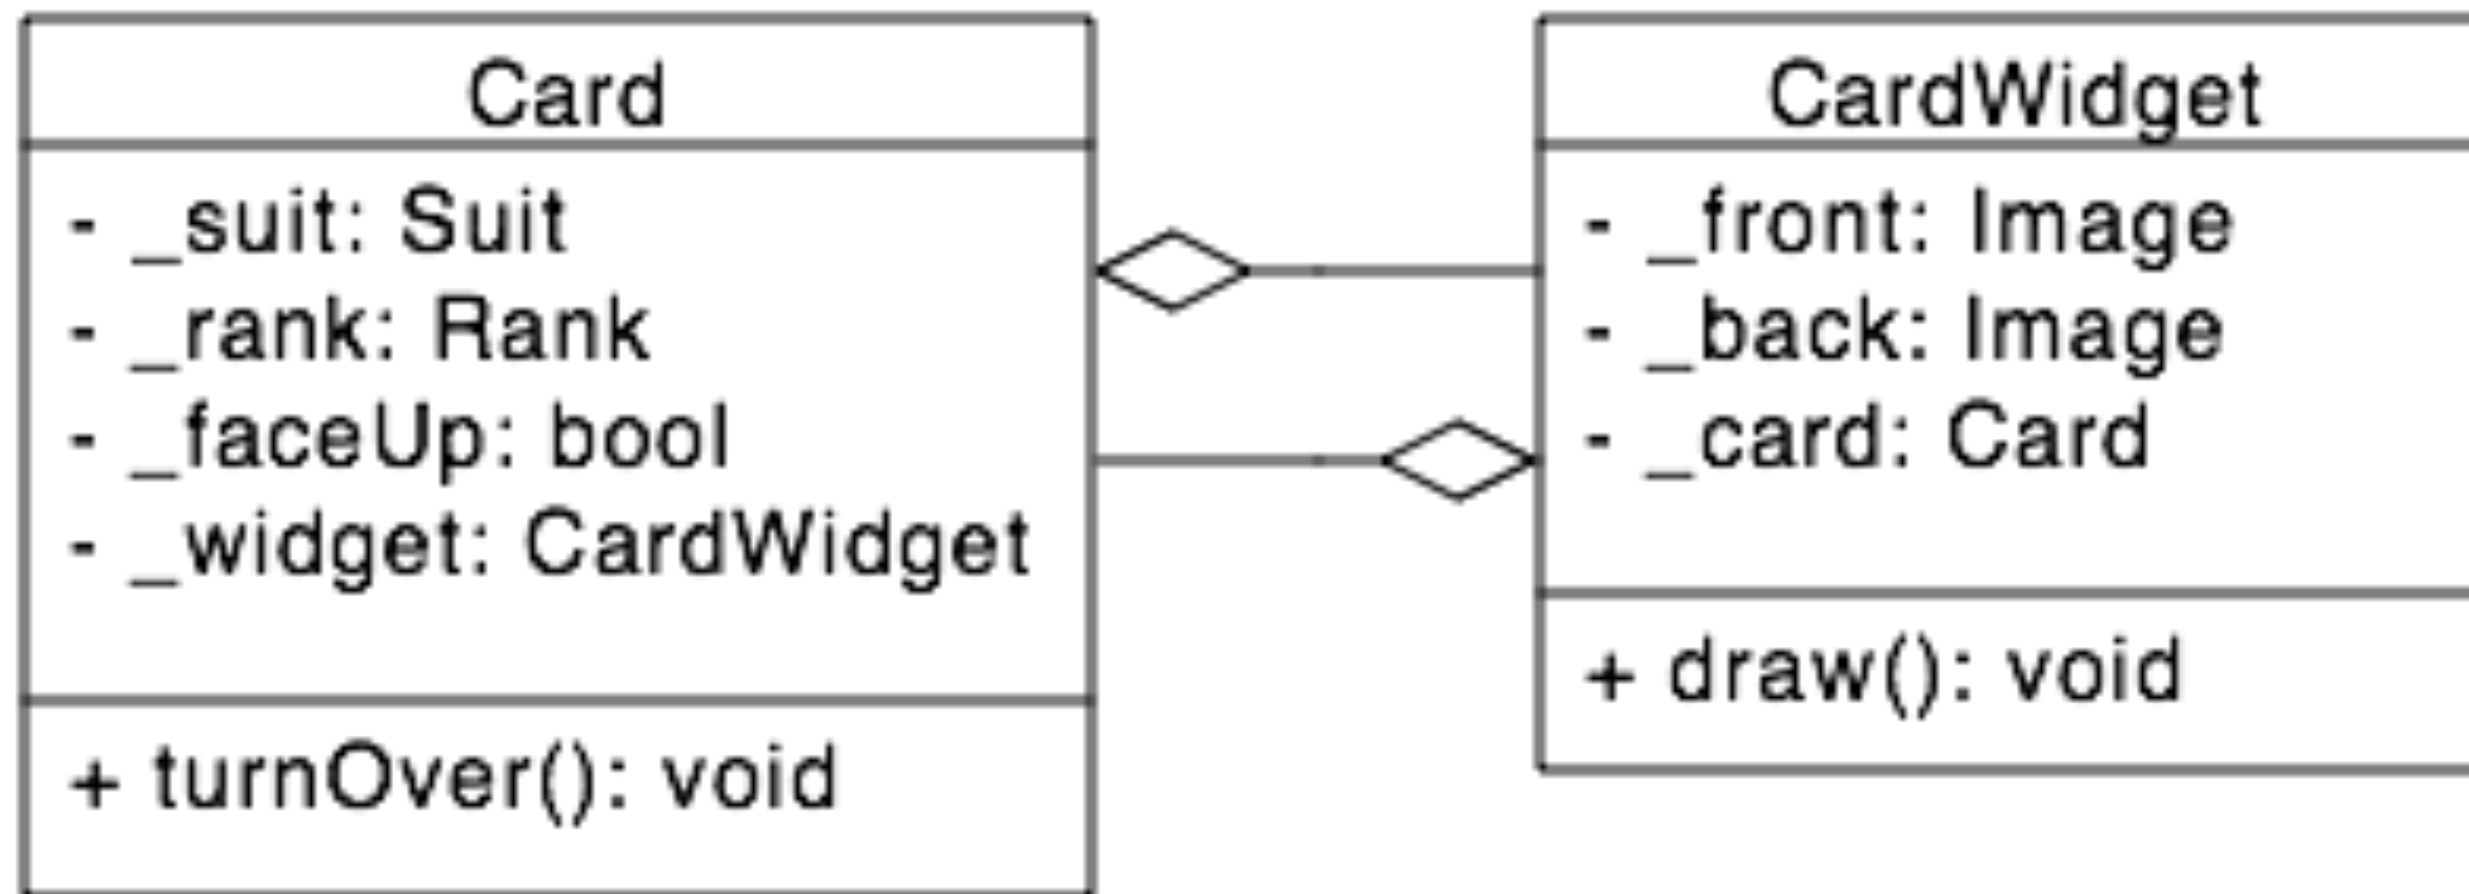 Card
- _suit: Suit
- _rank: Rank
- _faceUp: bool
- _widget: CardWidget
+ turnOver(): void
CardWidget
- _front: Image
- _back: Image
- _card: Card
+ draw(): void